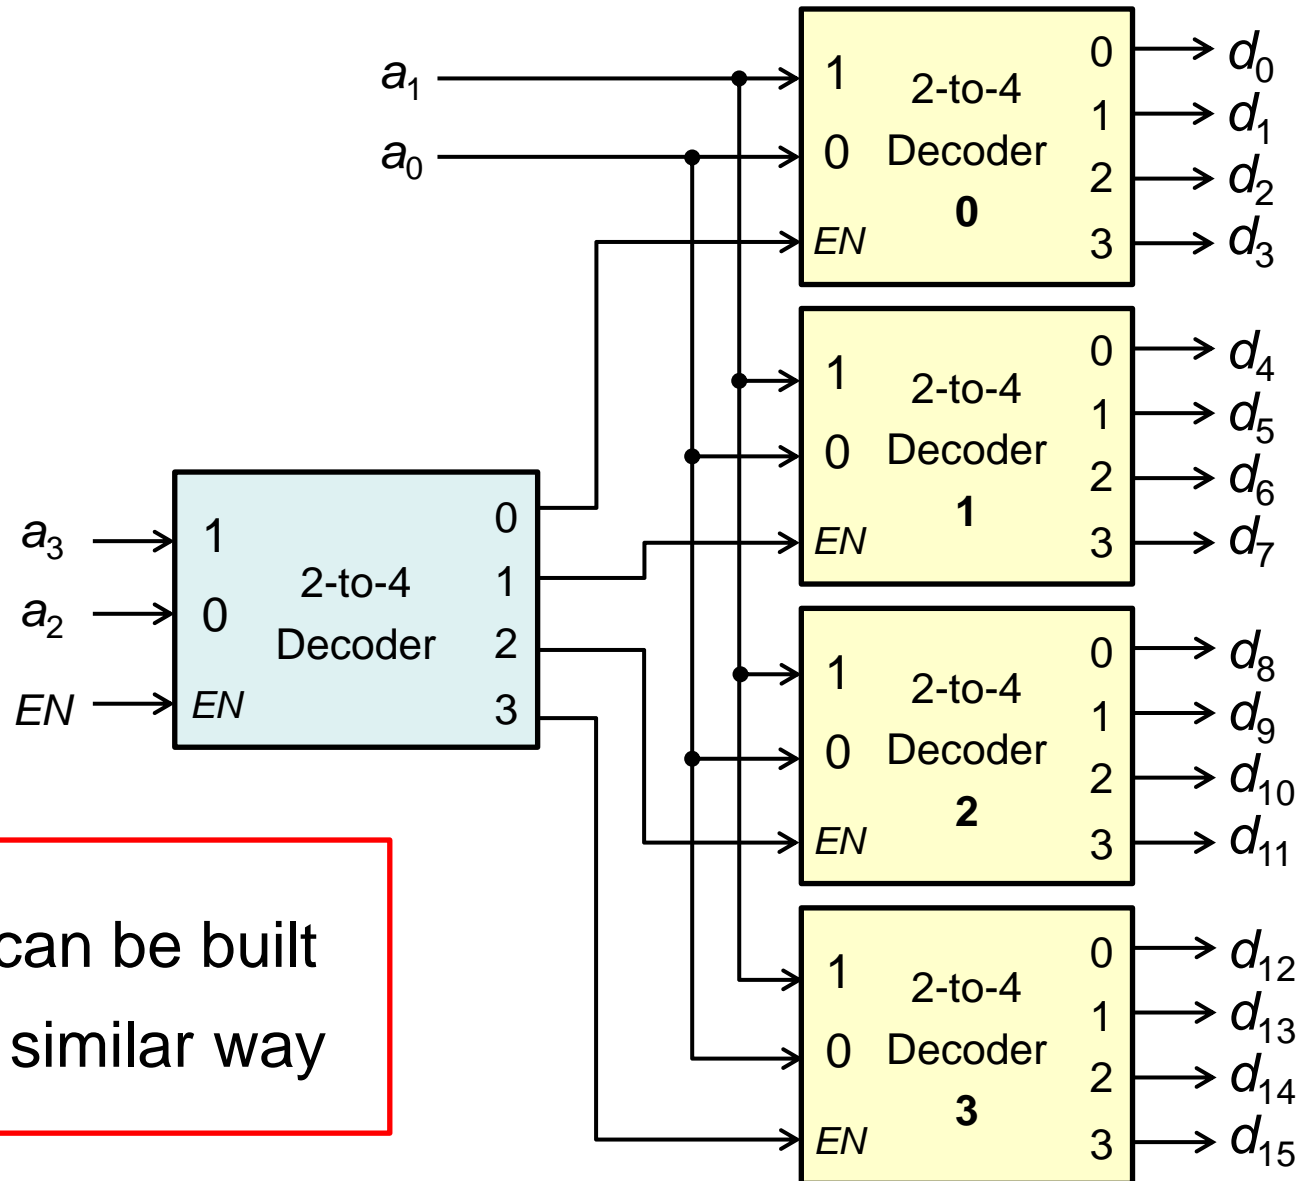 a₁
a₀
1
0
EN
2-to-4
Decoder
0
0
1
2
3
d₀
d₁
d₂
d₃
1
0
EN
2-to-4
Decoder
1
0
1
2
3
d₄
d₅
d₆
d₇
a₃
a₂
EN
1
0
EN
2-to-4
Decoder
0
1
2
3
1
0
EN
2-to-4
Decoder
2
0
1
2
3
d₈
d₉
d₁₀
d₁₁
can be built
similar way
1
0
EN
2-to-4
Decoder
3
0
1
2
3
d₁₂
d₁₃
d₁₄
d₁₅